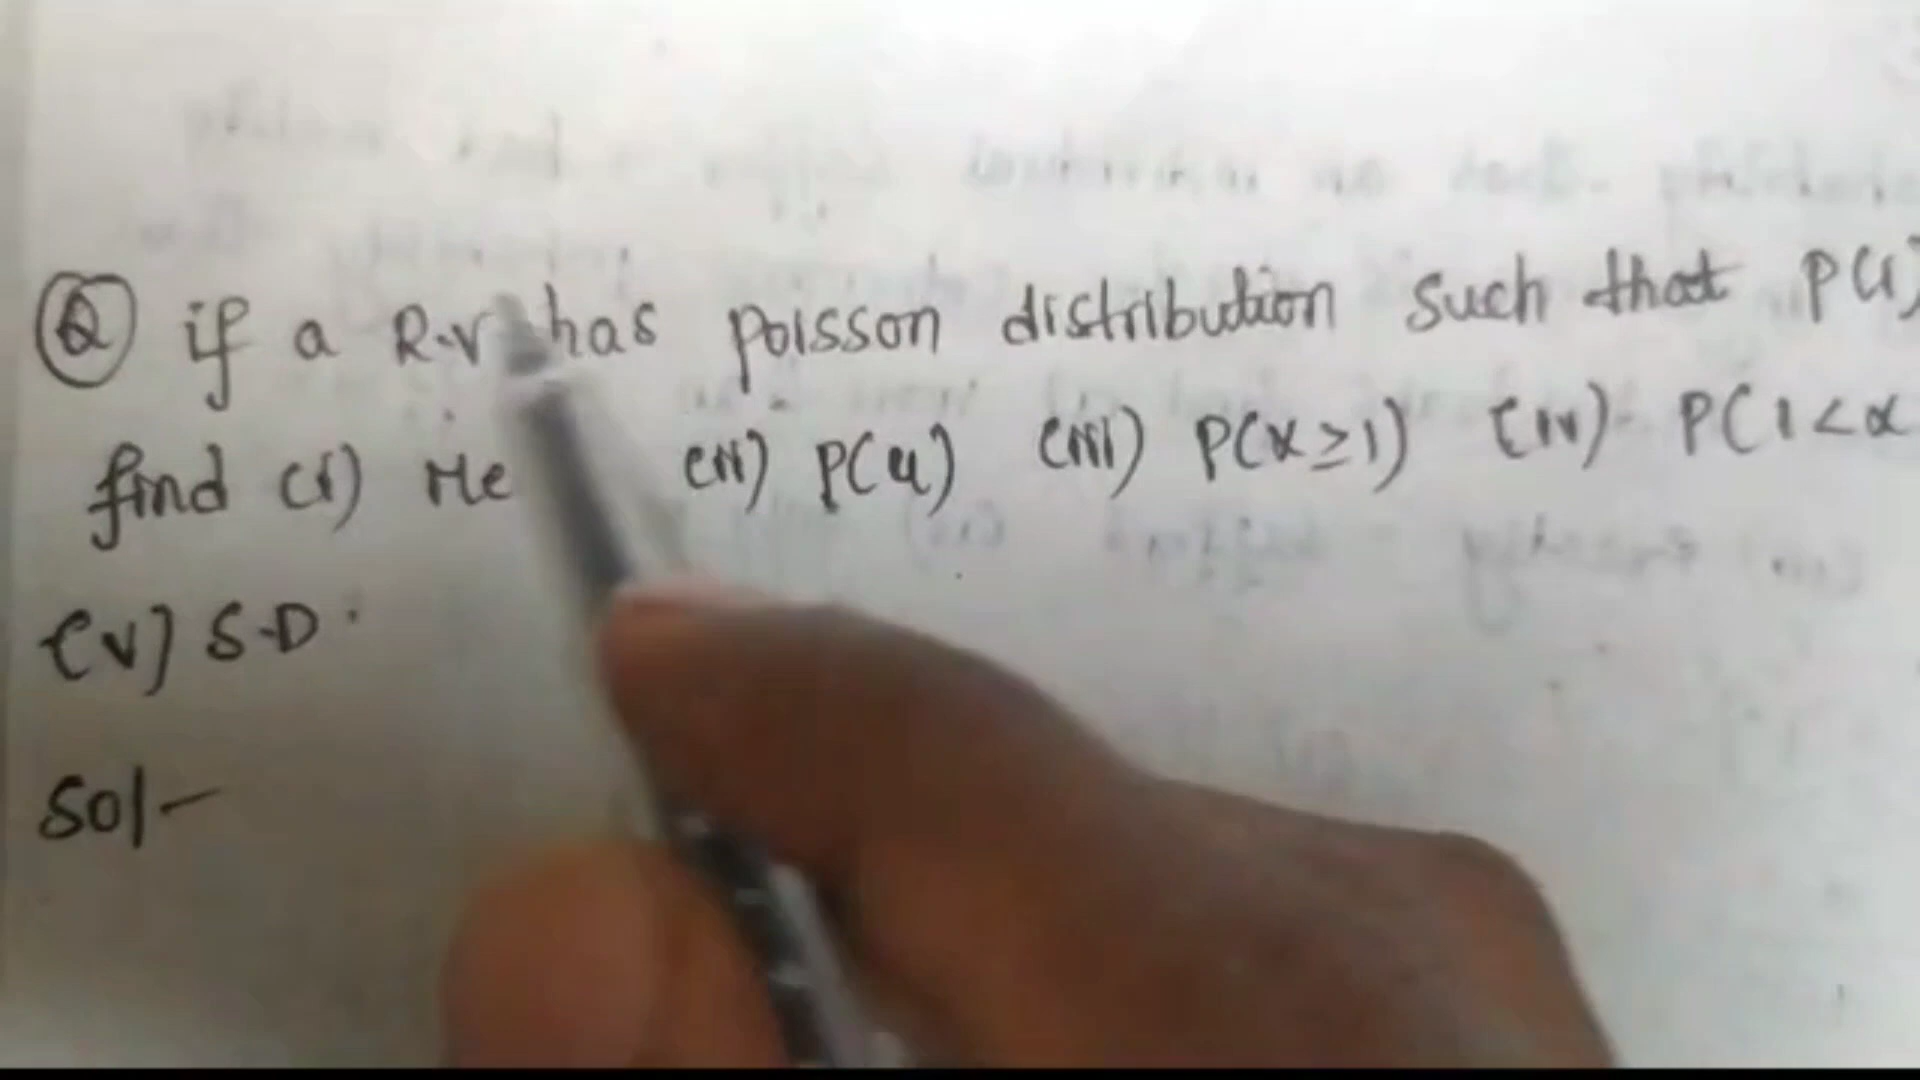 Q if a R.V has poisson distribution such that P(1)
find (i) Me (ii) P(4) (iii) P(x≥1) (iv) P(1<x
(v) S.D.
Sol-